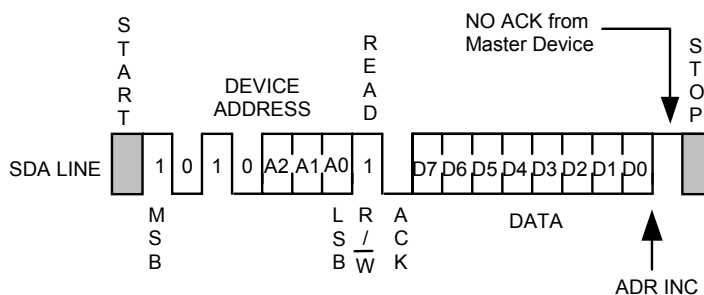 START
DEVICE
ADDRESS
READ
NO ACK from
Master Device
STOP
SDA LINE
1 0 1 0 A2 A1 A0 1 D7 D6 D5 D4 D3 D2 D1 D0
MSB
LSB
R/W
ACK
DATA
ADR INC